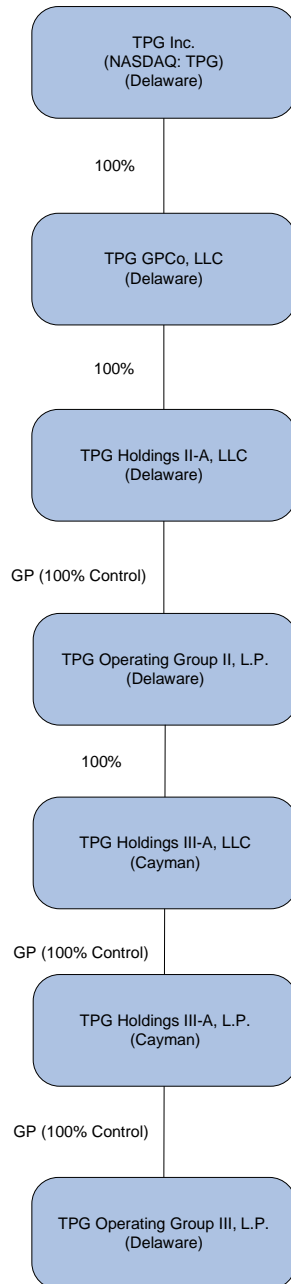 TPG Inc.
(NASDAQ: TPG)
(Delaware)
100%
TPG GPCo, LLC
(Delaware)
100%
TPG Holdings II-A, LLC
(Delaware)
GP (100% Control)
TPG Operating Group II, L.P.
(Delaware)
100%
TPG Holdings III-A, LLC
(Cayman)
GP (100% Control)
TPG Holdings III-A, L.P.
(Cayman)
GP (100% Control)
TPG Operating Group III, L.P.
(Delaware)